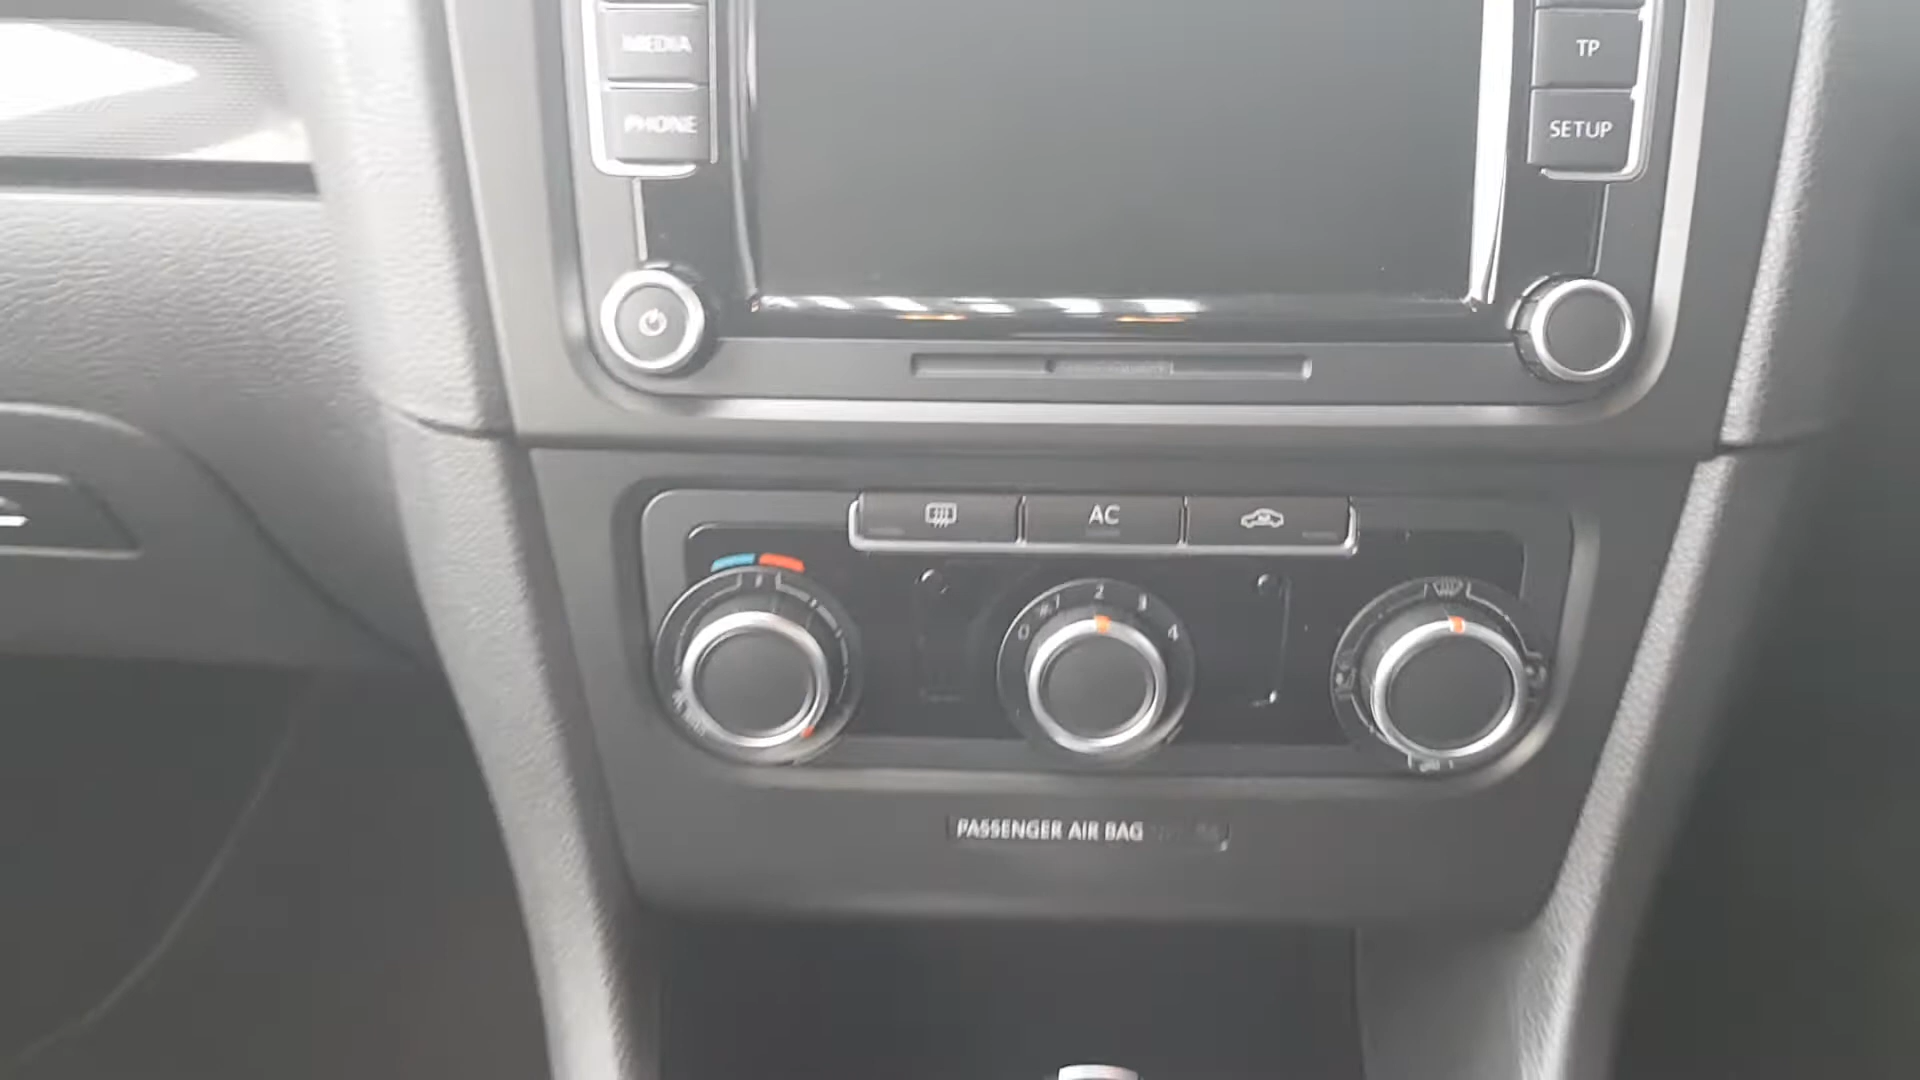 MEDIA
TP
PHONE
SETUP
AC
0 1 2 3 4
PASSENGER AIR BAG